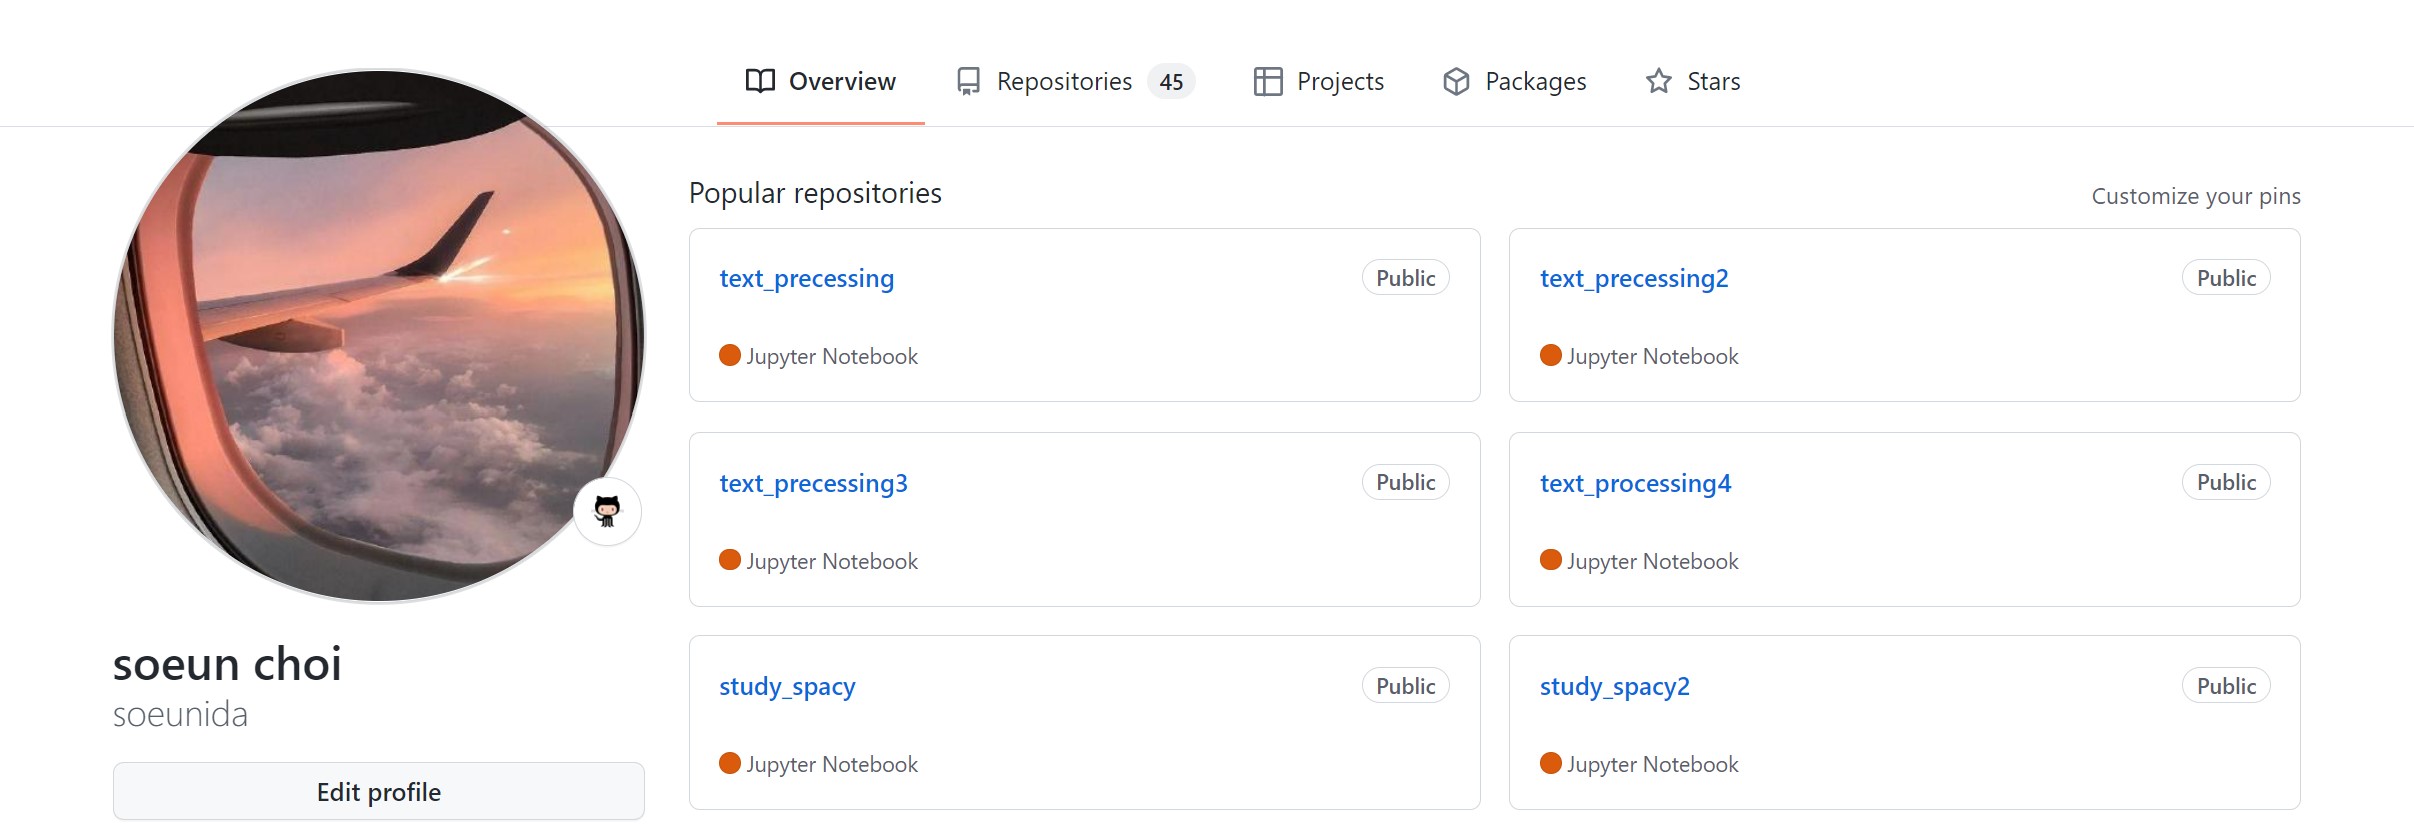 Overview Repositories 45 Projects Packages Stars
Popular repositories Customize your pins
text_precessing Public
Jupyter Notebook
text_precessing2 Public
Jupyter Notebook
text_precessing3 Public
Jupyter Notebook
text_processing4 Public
Jupyter Notebook
study_spacy Public
Jupyter Notebook
study_spacy2 Public
Jupyter Notebook
soeun choi
soeunida
Edit profile